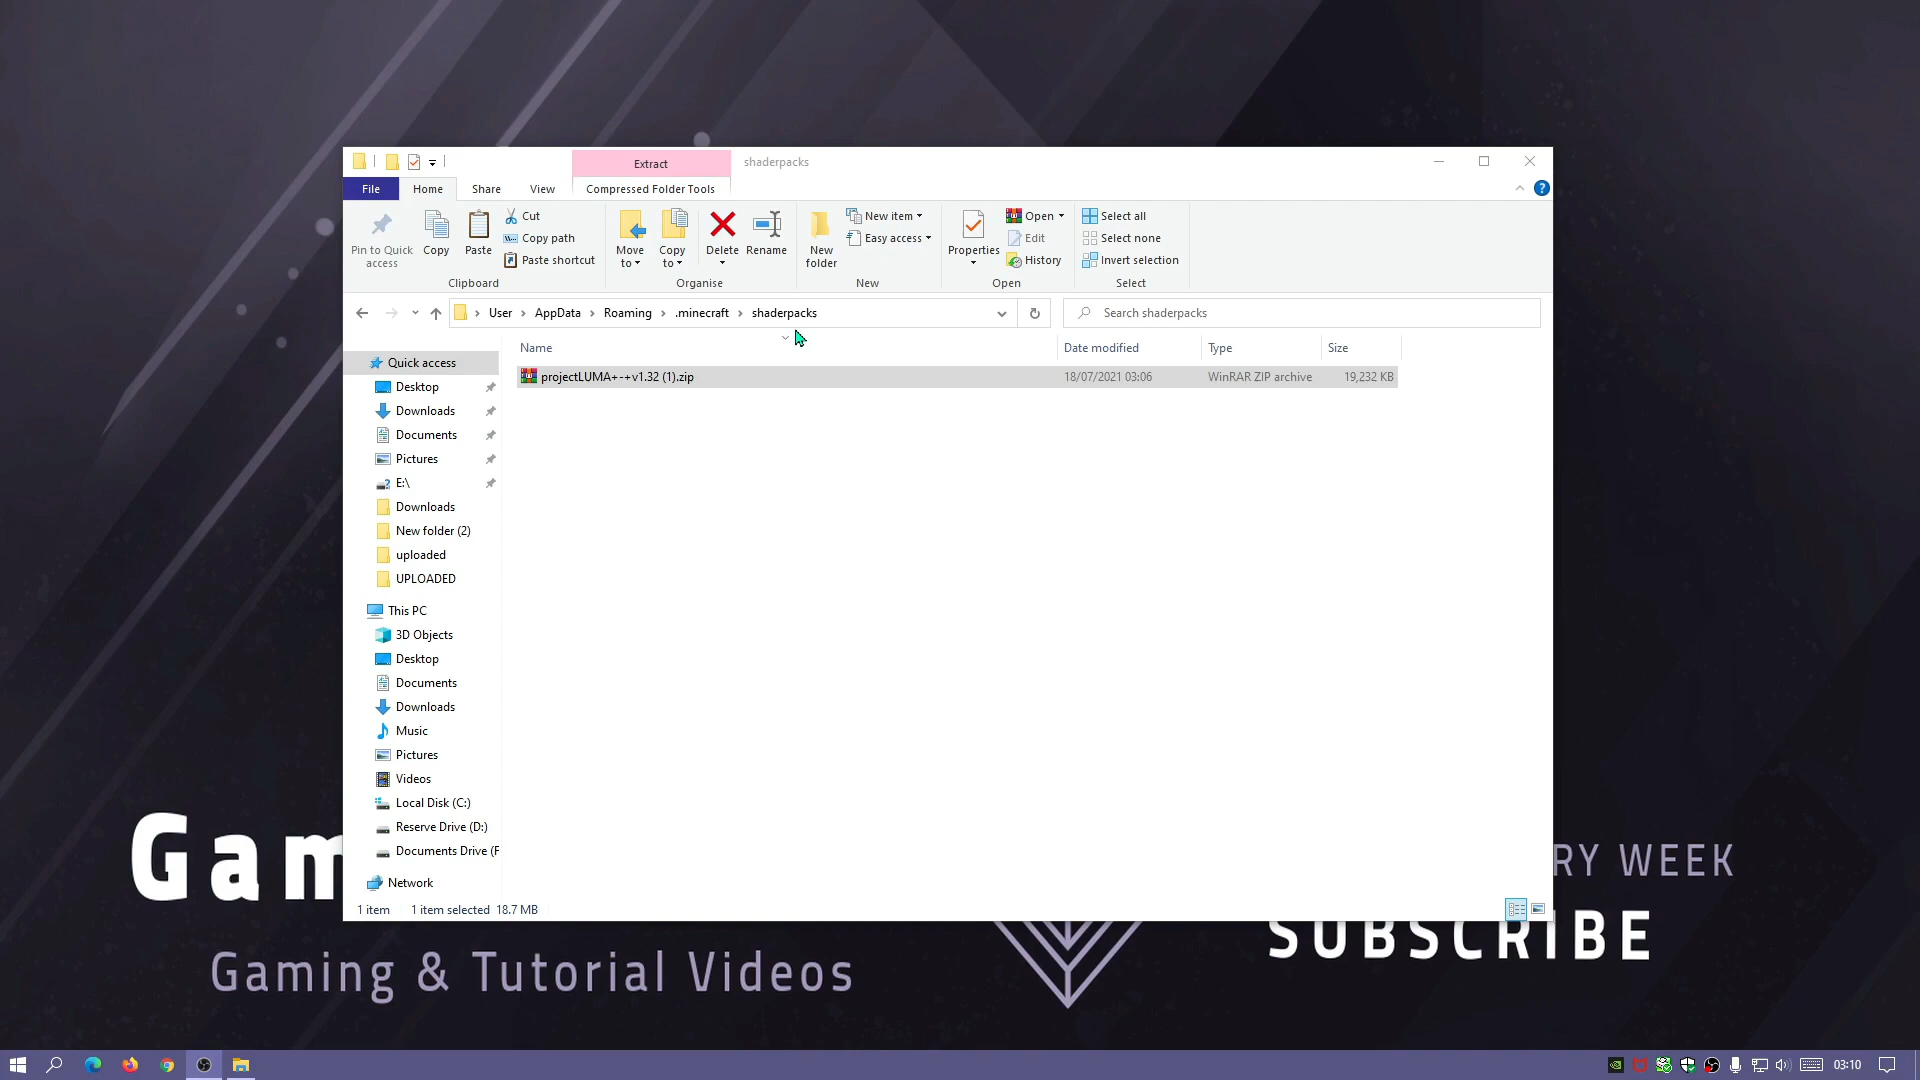 Extract
shaderpacks
File
Home
Share
View
Compressed Folder Tools
Pin to Quick access
Copy
Paste
Cut
Copy path
Paste shortcut
Clipboard
Move to
Copy to
Delete
Rename
Organise
New folder
New item
Easy access
New
Properties
Open
Edit
History
Open
Select all
Select none
Invert selection
Select
User
AppData
Roaming
.minecraft
shaderpacks
Search shaderpacks
Name
Date modified
Type
Size
projectLUMA+-+v1.32 (1).zip
18/07/2021 03:06
WinRAR ZIP archive
19,232 KB
Quick access
Desktop
Downloads
Documents
Pictures
E:\
Downloads
New folder (2)
uploaded
UPLOADED
This PC
3D Objects
Desktop
Documents
Downloads
Music
Pictures
Videos
Local Disk (C:)
Reserve Drive (D:)
Documents Drive (F
Network
1 item
1 item selected 18.7 MB
Gam
RY WEEK
SUBSCRIBE
Gaming & Tutorial Videos
03:10